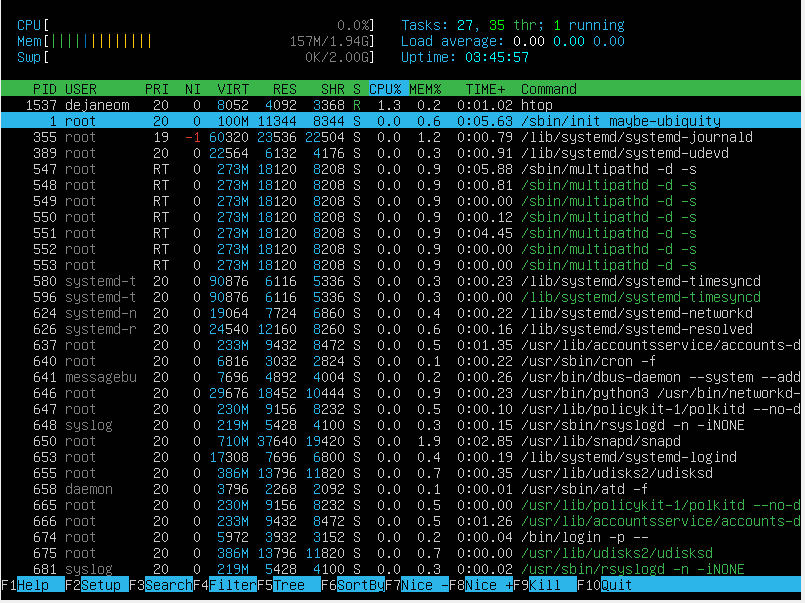 CPU[ 0.0%] Tasks: 27, 35 thr; 1 running
Mem[||||||||||||| 157M/1.94G] Load average: 0.00 0.00 0.00
Swp[ 0K/2.00G] Uptime: 03:45:57
PID USER PRI NI VIRT RES SHR S CPU% MEM% TIME+ Command
1537 dejaneom 20 0 8052 4092 3368 R 1.3 0.2 0:01.02 htop
1 root 20 0 100M 11344 8344 S 0.0 0.6 0:05.63 /sbin/init maybe-ubiquity
355 root 19 -1 60320 23536 22504 S 0.0 1.2 0:00.79 /lib/systemd/systemd-journald
389 root 20 0 22564 6132 4176 S 0.0 0.3 0:00.91 /lib/systemd/systemd-udevd
547 root RT 0 273M 18120 8208 S 0.0 0.9 0:05.88 /sbin/multipathd -d -s
548 root RT 0 273M 18120 8208 S 0.0 0.9 0:00.81 /sbin/multipathd -d -s
549 root RT 0 273M 18120 8208 S 0.0 0.9 0:00.00 /sbin/multipathd -d -s
550 root RT 0 273M 18120 8208 S 0.0 0.9 0:00.12 /sbin/multipathd -d -s
551 root RT 0 273M 18120 8208 S 0.0 0.9 0:04.45 /sbin/multipathd -d -s
552 root RT 0 273M 18120 8208 S 0.0 0.9 0:00.00 /sbin/multipathd -d -s
553 root RT 0 273M 18120 8208 S 0.0 0.9 0:00.00 /sbin/multipathd -d -s
580 systemd-t 20 0 90876 6116 5336 S 0.0 0.3 0:00.23 /lib/systemd/systemd-timesyncd
596 systemd-t 20 0 90876 6116 5336 S 0.0 0.3 0:00.00 /lib/systemd/systemd-timesyncd
624 systemd-n 20 0 19064 7724 6860 S 0.0 0.4 0:00.22 /lib/systemd/systemd-networkd
626 systemd-r 20 0 24540 12160 8260 S 0.0 0.6 0:00.16 /lib/systemd/systemd-resolved
637 root 20 0 233M 9432 8472 S 0.0 0.5 0:01.35 /usr/lib/accountsservice/accounts-d
640 root 20 0 6816 3032 2824 S 0.0 0.1 0:00.22 /usr/sbin/cron -f
641 messagebu 20 0 7696 4892 4004 S 0.0 0.2 0:00.26 /usr/bin/dbus-daemon --system --add
646 root 20 0 29676 18452 10444 S 0.0 0.9 0:00.23 /usr/bin/python3 /usr/bin/networkd-
647 root 20 0 230M 9156 8232 S 0.0 0.5 0:00.10 /usr/lib/policykit-1/polkitd --no-d
648 syslog 20 0 219M 5428 4100 S 0.0 0.3 0:00.15 /usr/sbin/rsyslogd -n -iNONE
650 root 20 0 710M 37640 19420 S 0.0 1.9 0:02.85 /usr/lib/snapd/snapd
653 root 20 0 17308 7696 6800 S 0.0 0.4 0:00.19 /lib/systemd/systemd-logind
655 root 20 0 386M 13796 11820 S 0.0 0.7 0:00.35 /usr/lib/udisks2/udisksd
658 daemon 20 0 3796 2268 2092 S 0.0 0.1 0:00.01 /usr/sbin/atd -f
665 root 20 0 230M 9156 8232 S 0.0 0.5 0:00.00 /usr/lib/policykit-1/polkitd --no-d
666 root 20 0 233M 9432 8472 S 0.0 0.5 0:01.26 /usr/lib/accountsservice/accounts-d
674 root 20 0 5972 3932 3152 S 0.0 0.2 0:00.04 /bin/login -p --
675 root 20 0 386M 13796 11820 S 0.0 0.7 0:00.00 /usr/lib/udisks2/udisksd
681 syslog 20 0 219M 5428 4100 S 0.0 0.3 0:00.02 /usr/sbin/rsyslogd -n -iNONE
F1Help F2Setup F3SearchF4FilterF5Tree F6SortByF7Nice -F8Nice +F9Kill F10Quit